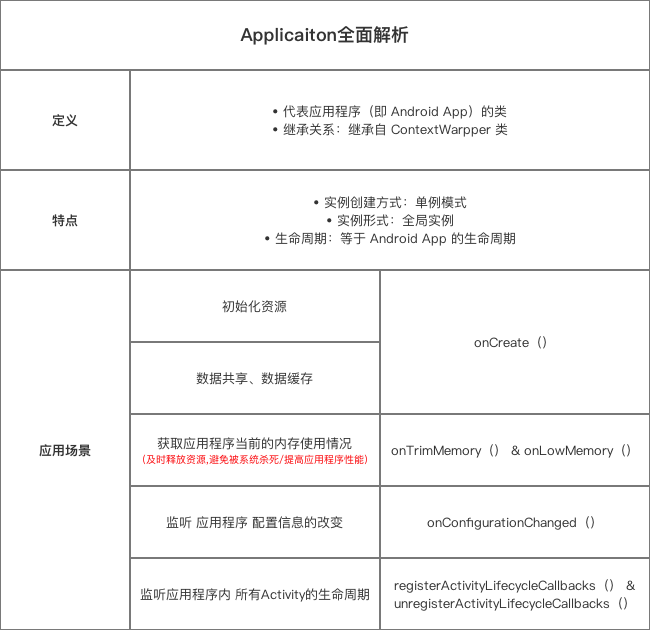 Applicaiton全面解析
定义
• 代表应用程序（即 Android App）的类
• 继承关系：继承自 ContextWarpper 类
特点
• 实例创建方式：单例模式
• 实例形式：全局实例
• 生命周期：等于 Android App 的生命周期
应用场景
初始化资源
数据共享、数据缓存
onCreate（）
获取应用程序当前的内存使用情况
（及时释放资源,避免被系统杀死/提高应用程序性能）
onTrimMemory（） & onLowMemory（）
监听 应用程序 配置信息的改变
onConfigurationChanged（）
监听应用程序内 所有Activity的生命周期
registerActivityLifecycleCallbacks（） &
unregisterActivityLifecycleCallbacks（）